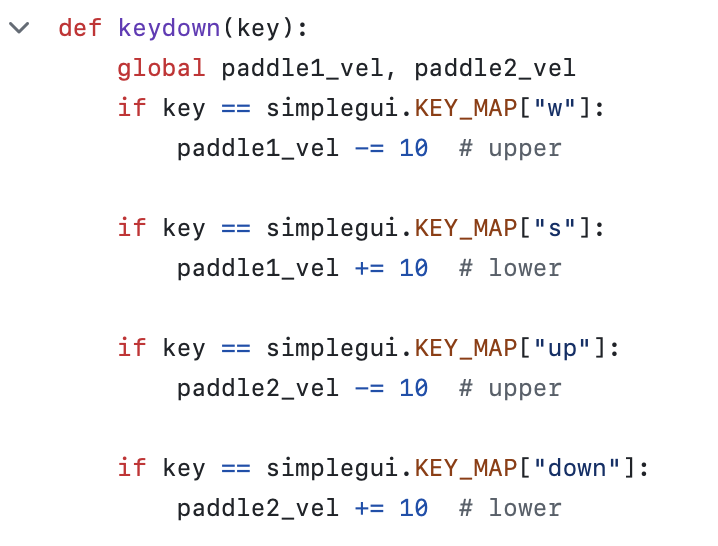 def keydown(key):
    global paddle1_vel, paddle2_vel
    if key == simplegui.KEY_MAP["w"]:
        paddle1_vel -= 10  # upper

    if key == simplegui.KEY_MAP["s"]:
        paddle1_vel += 10  # lower

    if key == simplegui.KEY_MAP["up"]:
        paddle2_vel -= 10  # upper

    if key == simplegui.KEY_MAP["down"]:
        paddle2_vel += 10  # lower